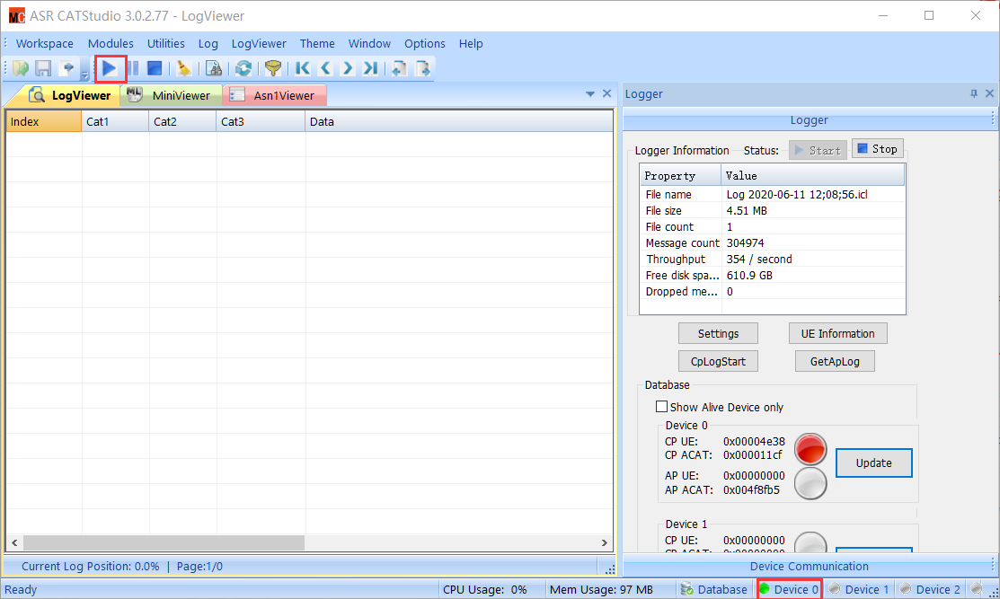 ASR CATStudio 3.0.2.77 - LogViewer
Workspace Modules Utilities Log LogViewer Theme Window Options Help
LogViewer MiniViewer Asn1Viewer
Index Cat1 Cat2 Cat3 Data
Current Log Position: 0.0% | Page:1/0
Logger
Logger
Logger Information Status: Start Stop
Property Value
File name Log 2020-06-11 12;08;56.icl
File size 4.51 MB
File count 1
Message count 304974
Throughput 354 / second
Free disk spa... 610.9 GB
Dropped me... 0
Settings UE Information
CpLogStart GetApLog
Database
Show Alive Device only
Device 0
CP UE: 0x00004e38
CP ACAT: 0x000011cf
Update
AP UE: 0x00000000
AP ACAT: 0x004f8fb5
Device 1
CP UE: 0x00000000
Device Communication
Ready CPU Usage: 0% Mem Usage: 97 MB Database Device 0 Device 1 Device 2